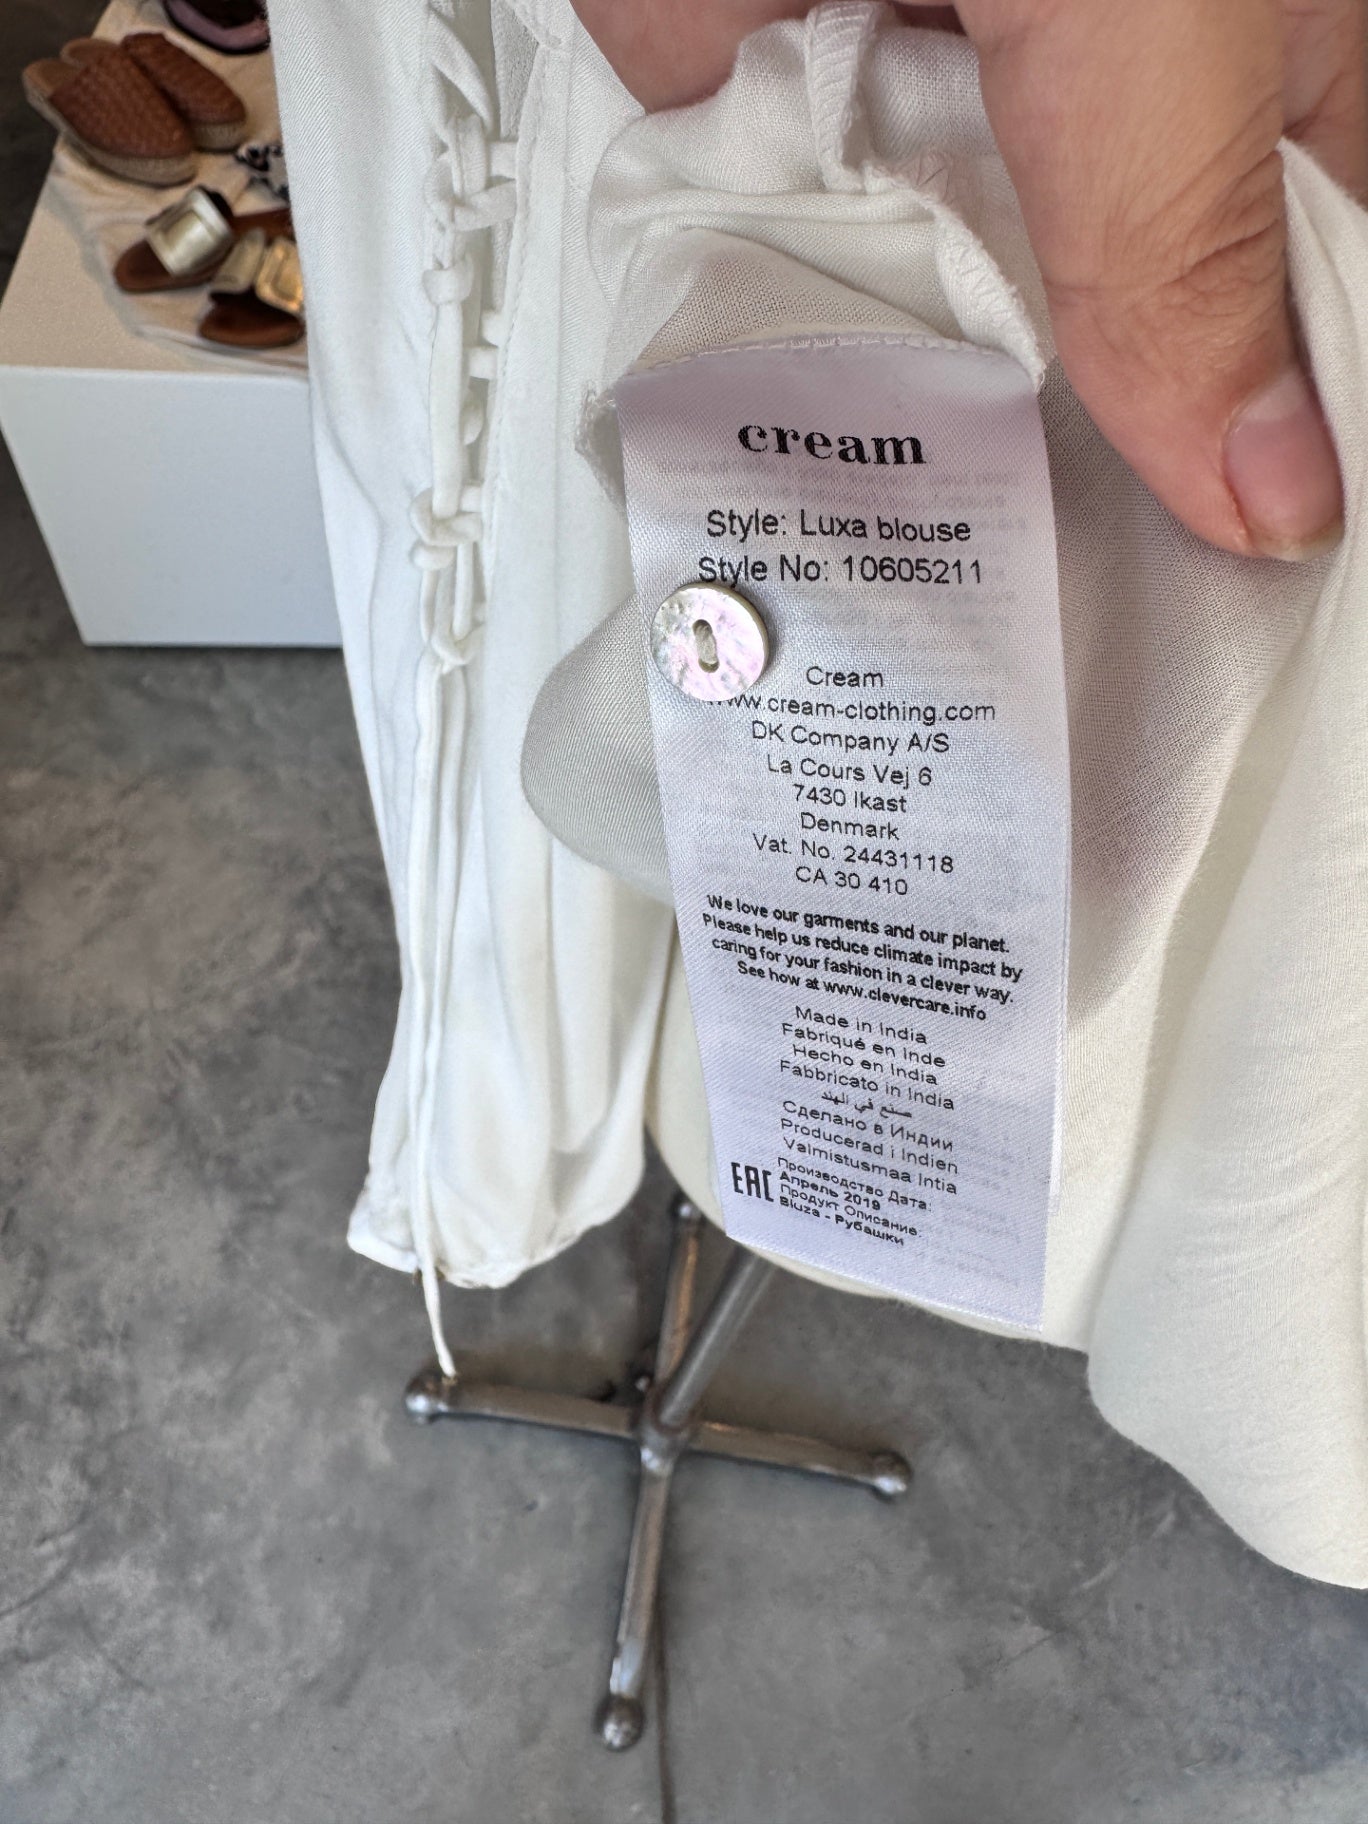 cream
Style: Luxa blouse
Style No: 10605211
Cream
www.cream-clothing.com
DK Company A/S
La Cours Vej 6
7430 Ikast
Denmark
Vat. No. 24431118
CA 30 410
We love our garments and our planet.
Please help us reduce climate impact by
caring for your fashion in a clever way.
See how at www.clevercare.info
Made in India
Fabriqué en Inde
Hecho en India
Fabbricato in India
صنع في الهند
Сделано в Индии
Producerad i Indien
Valmistusmaa Intia
EAC
Производство Дата:
Апрель 2019
Продукт Описание:
Bluza - Рубашки